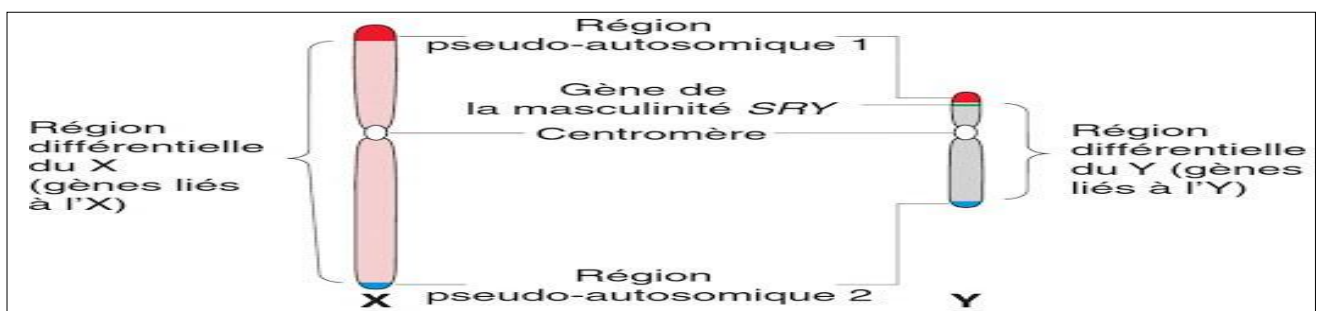 Région
pseudo-autosomique 1
Gène de
la masculinité SRY
Centromère
Région
différentielle
du X
(gènes liés
à l'X)
Région
différentielle
du Y (gènes
liés à l'Y)
Région
pseudo-autosomique 2
X
Y